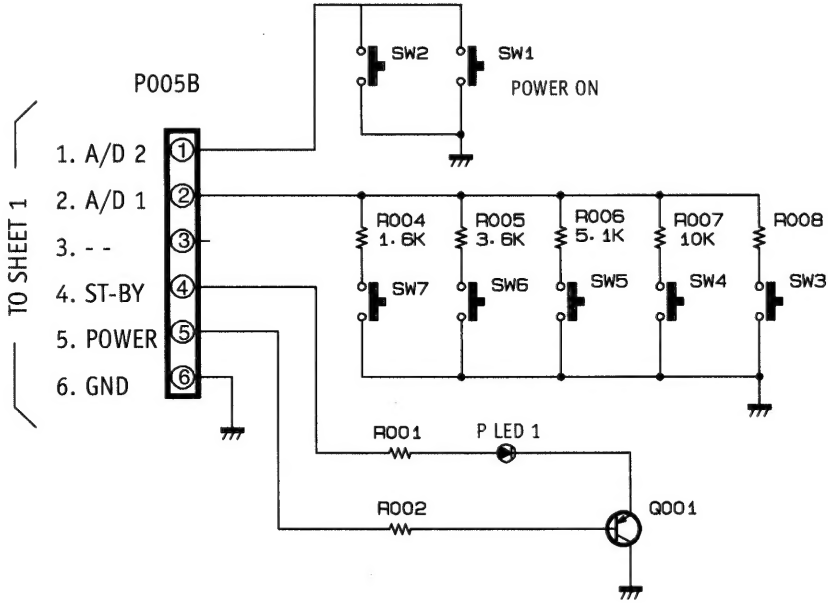 SW2
SW1
POWER ON
P005B
TO SHEET 1
1. A/D 2
①
2. A/D 1
②
3. - -
③
4. ST-BY
④
5. POWER
⑤
6. GND
⑥
R004
1.6K
R005
3.6K
R006
5.1K
R007
10K
R008
SW7
SW6
SW5
SW4
SW3
R001
P LED 1
R002
Q001